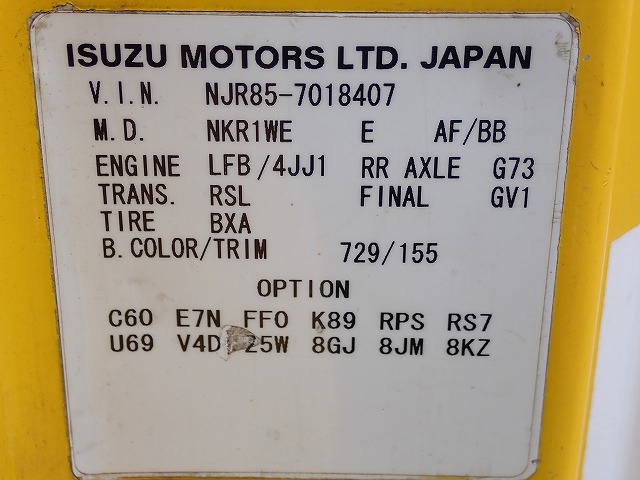 ISUZU MOTORS LTD. JAPAN
V.I.N. NJR85-7018407
M.D. NKR1WE E AF/BB
ENGINE LFB/4JJ1 RR AXLE G73
TRANS. RSL FINAL GV1
TIRE BXA
B.COLOR/TRIM 729/155
OPTION
C60 E7N FF0 K89 RPS RS7
U69 V4D 25W 8GJ 8JM 8KZ